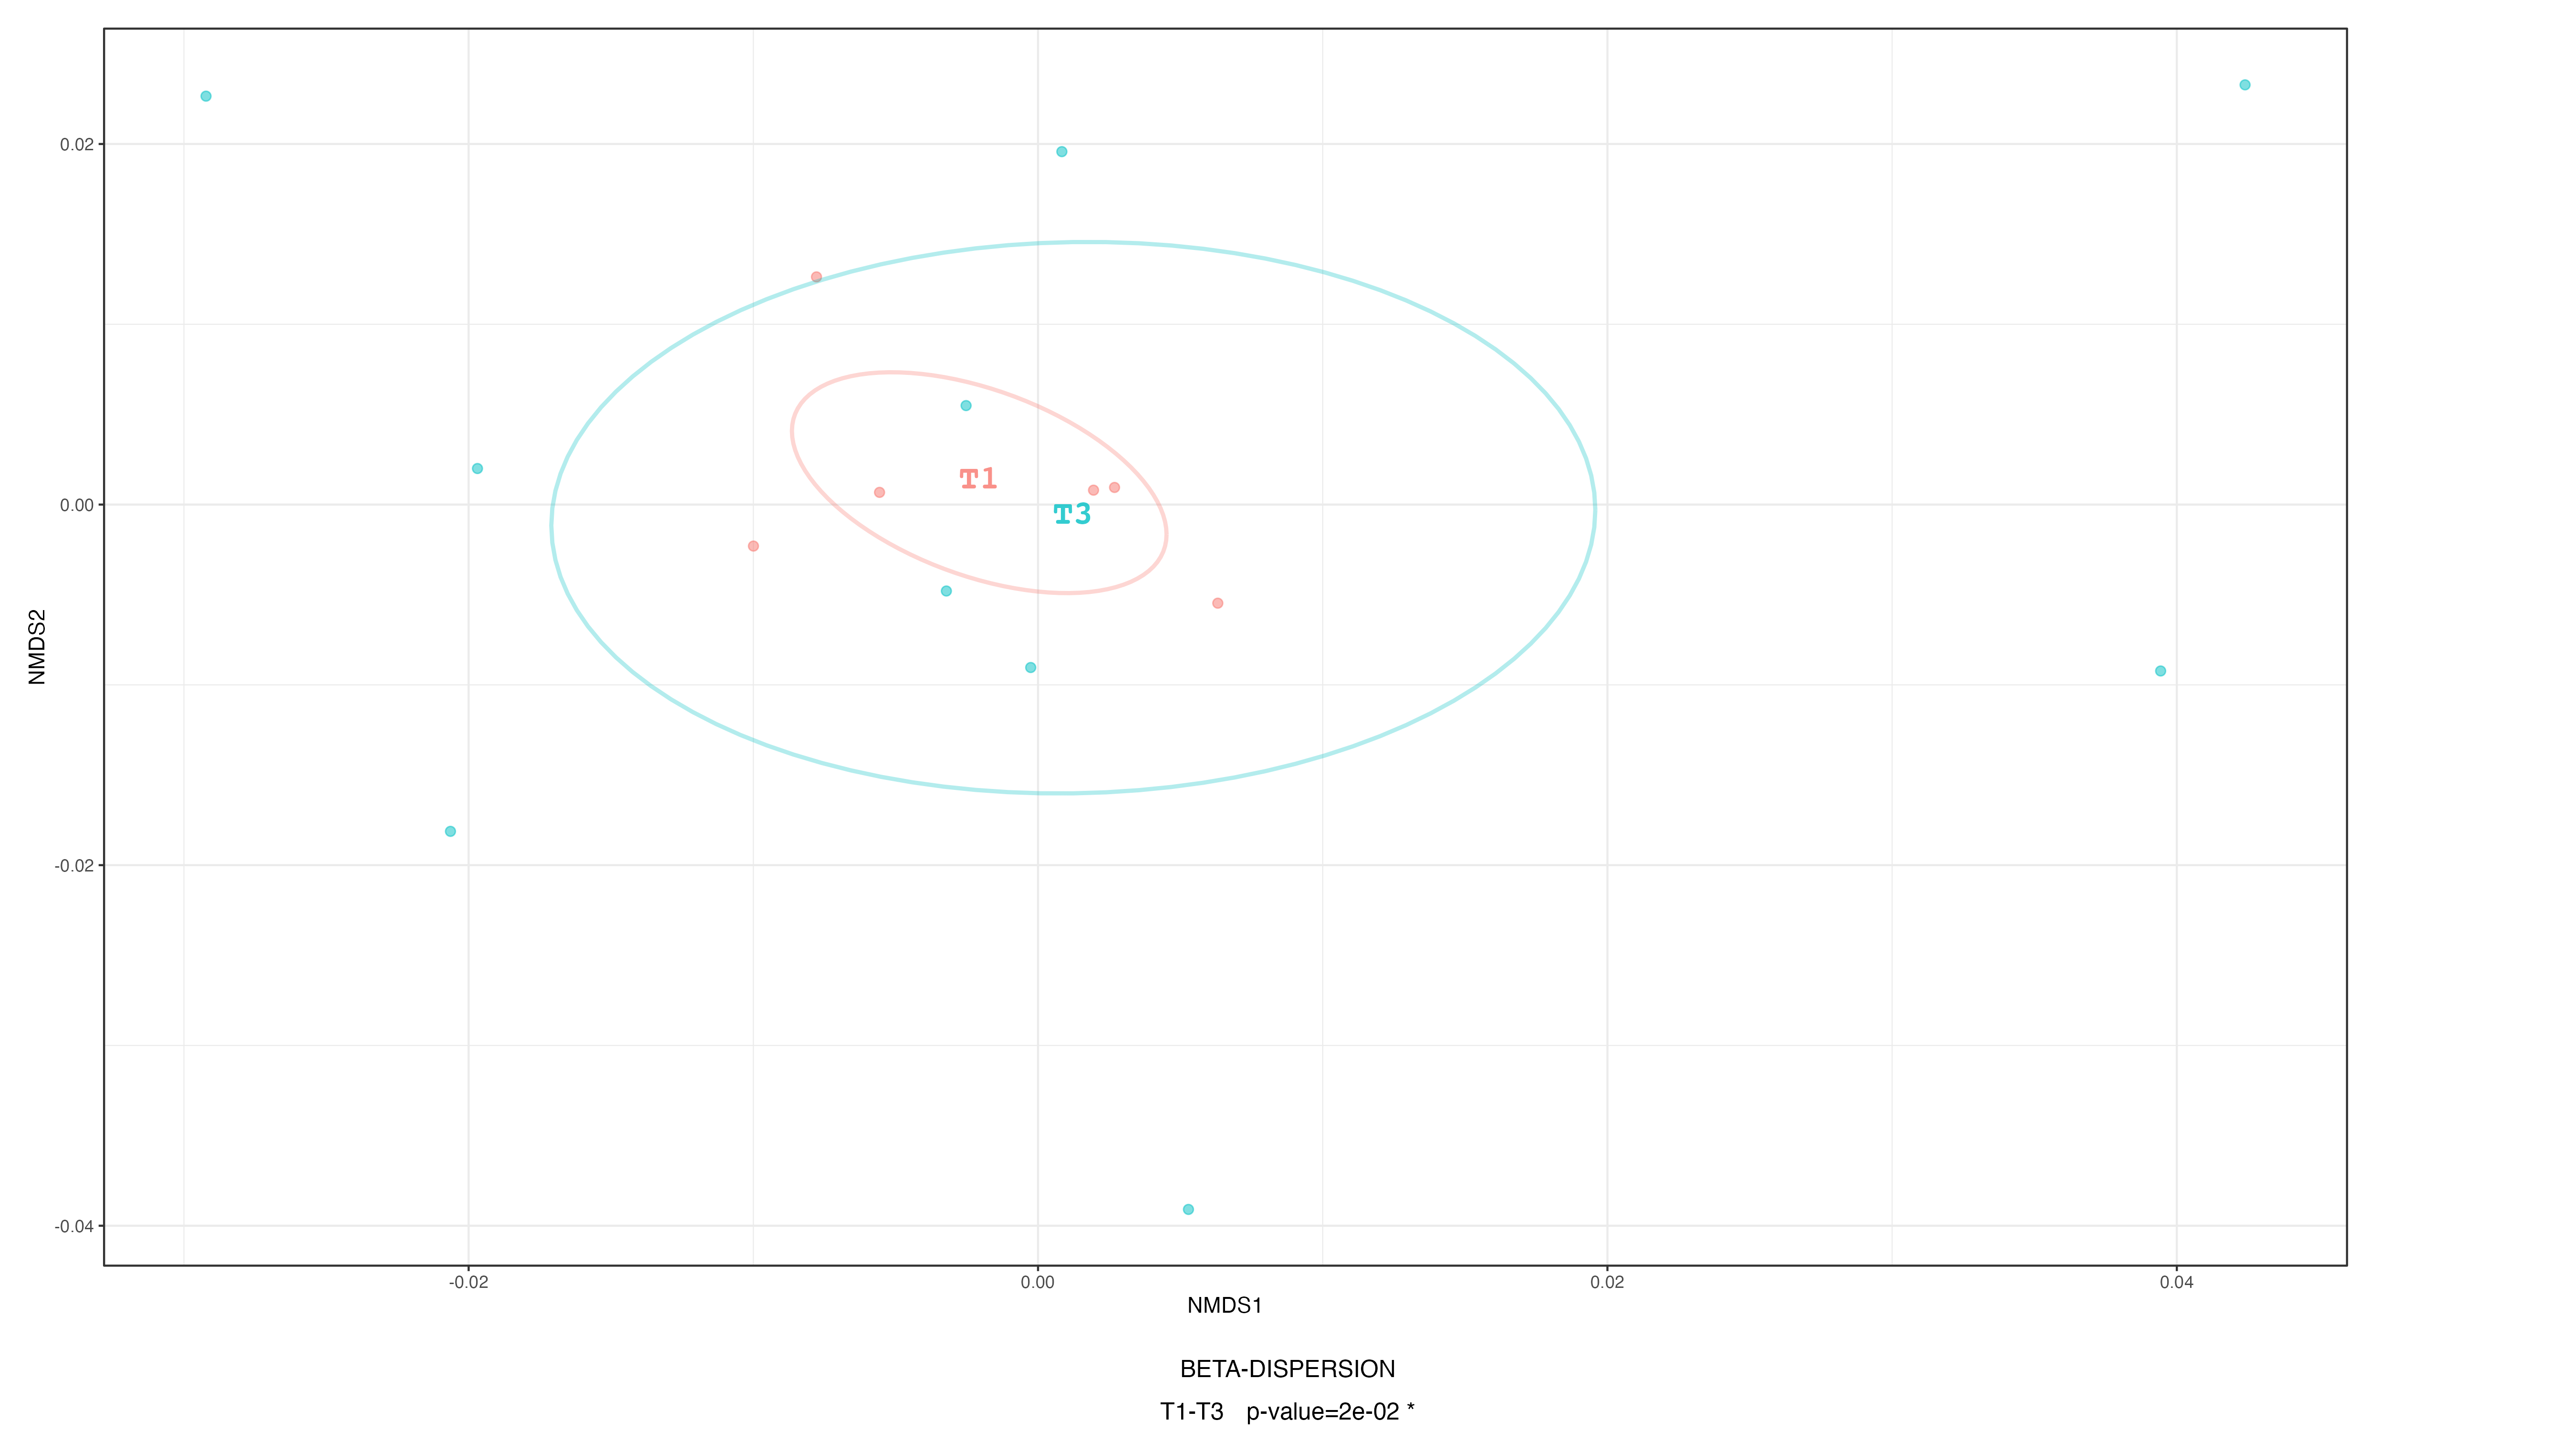 0.02
0.00
-0.02
-0.04
NMDS2
T1
T3
-0.02 0.00 0.02 0.04
NMDS1
BETA-DISPERSION
T1-T3 p-value=2e-02 *